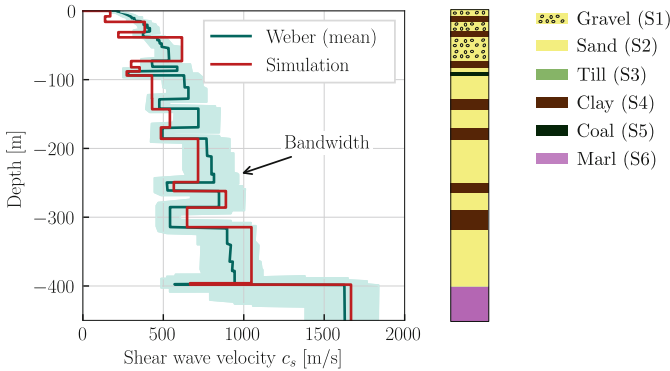 0
−100
−200
−300
−400
Depth [m]
0
500
1000
1500
2000
Shear wave velocity cₛ [m/s]
Weber (mean)
Simulation
Bandwidth
Gravel (S1)
Sand (S2)
Till (S3)
Clay (S4)
Coal (S5)
Marl (S6)